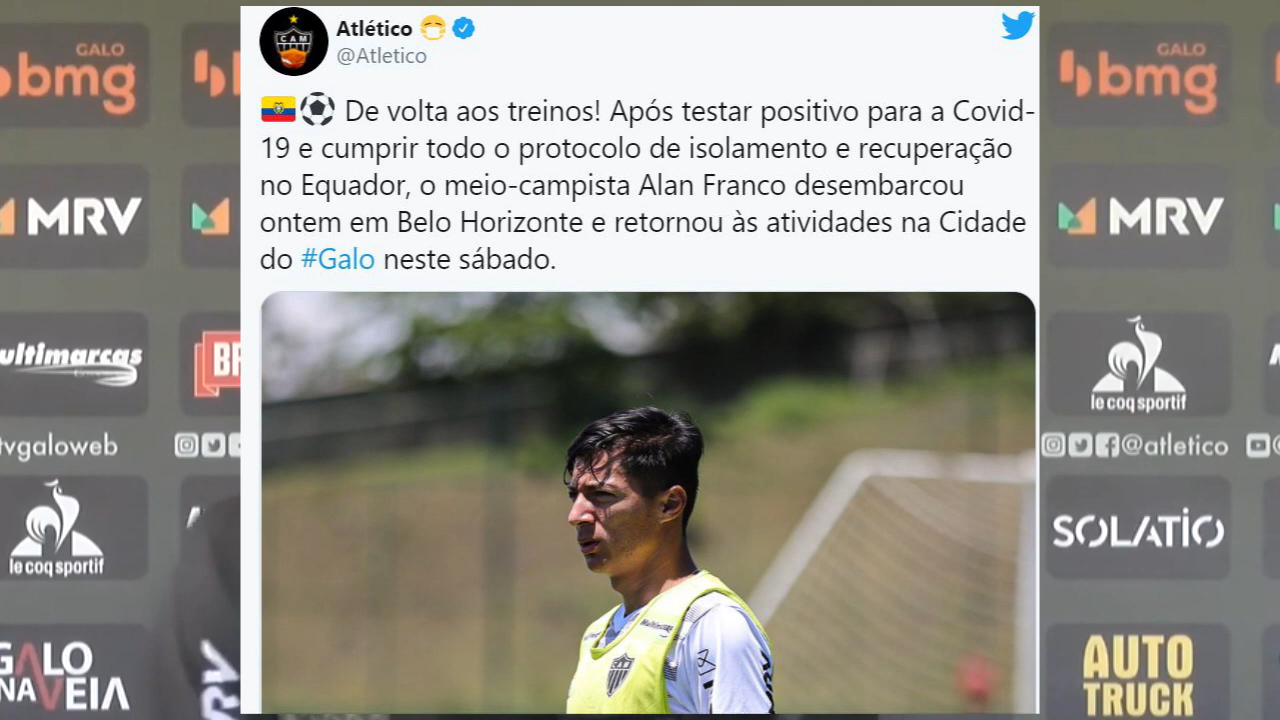 Atlético
@Atletico
De volta aos treinos! Após testar positivo para a Covid-
19 e cumprir todo o protocolo de isolamento e recuperação
no Equador, o meio-campista Alan Franco desembarcou
ontem em Belo Horizonte e retornou às atividades na Cidade
do #Galo neste sábado.
CAM
GALO
bmg
MRV
le coq sportif
GALO
NA VEIA
MRV
GALO
bmg
MRV
le coq sportif
@atletico
SOLATIO
AUTO
TRUCK